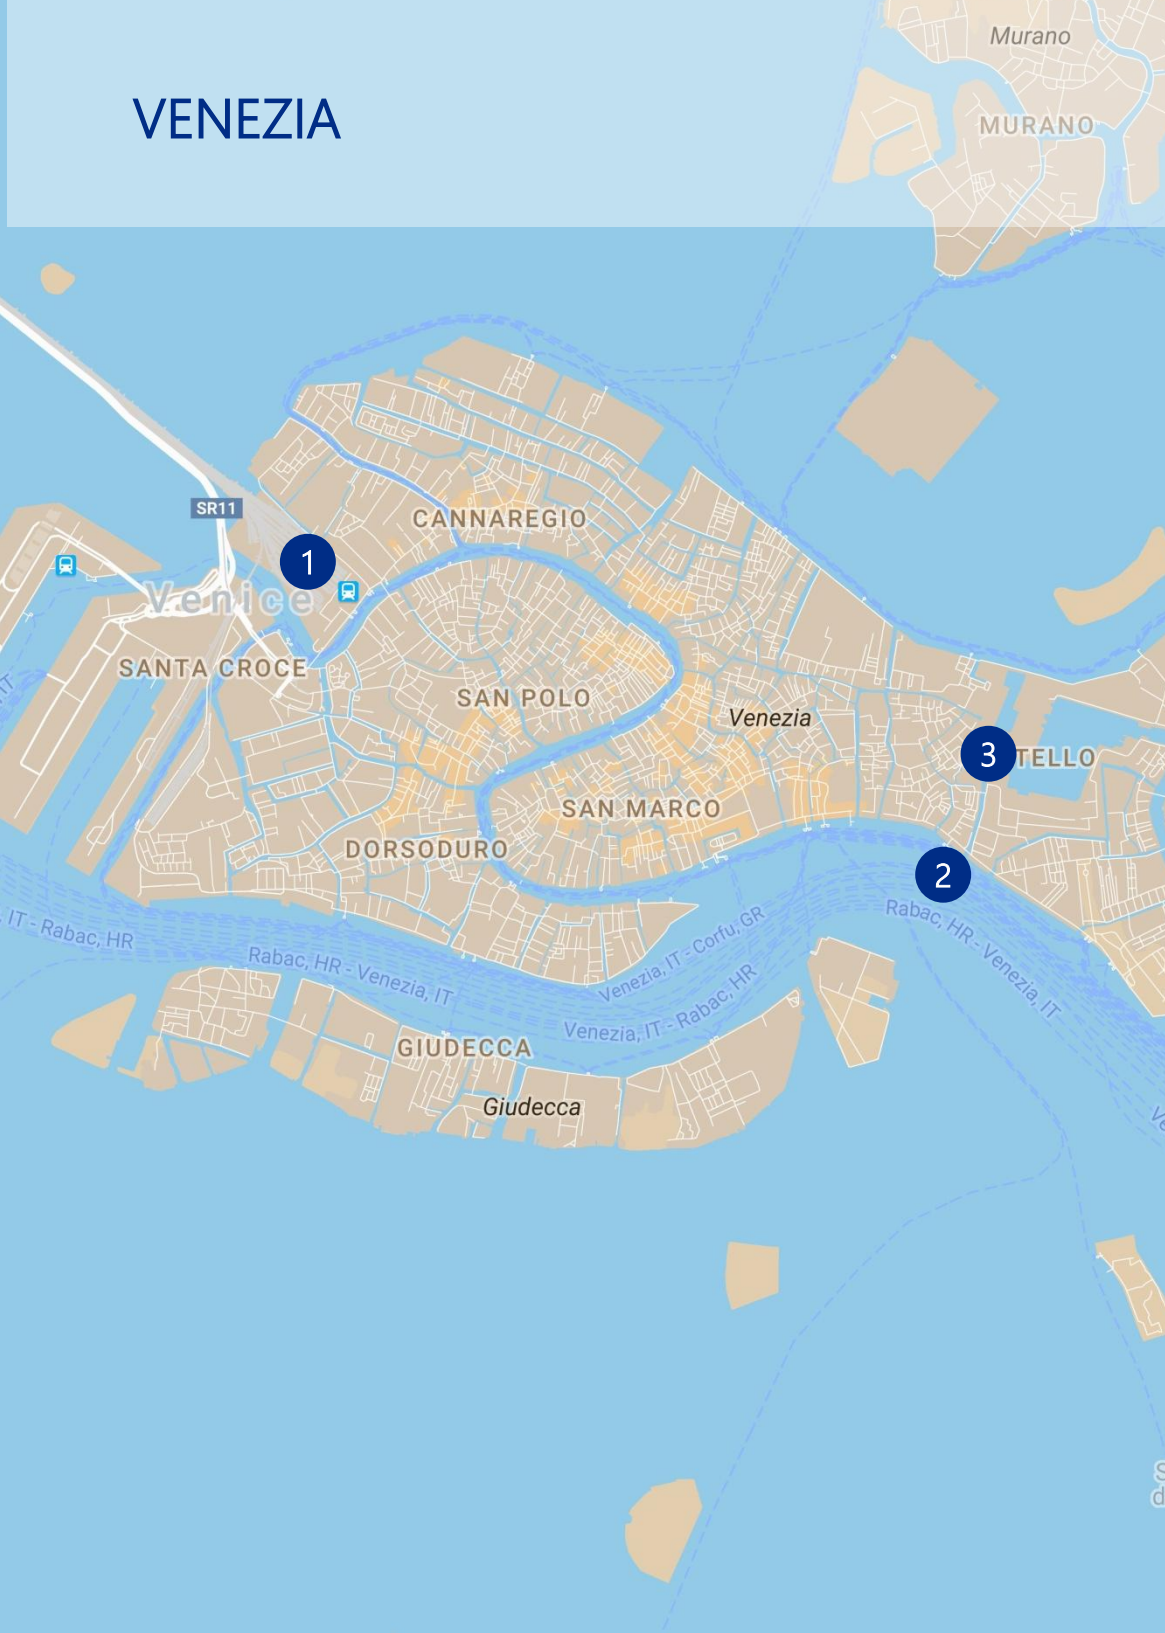 Murano
VENEZIA
MURANO
SR11
CANNAREGIO
1
Venice
SANTA CROCE
SAN POLO
Venezia
3
TELLO
SAN MARCO
DORSODURO
2
IT - Rabac, HR
Rabac, HR - Venezia, IT
Venezia, IT - Corfu, GR
Rabac, HR - Venezia, IT
Venezia, IT - Rabac, HR
GIUDECCA
Giudecca